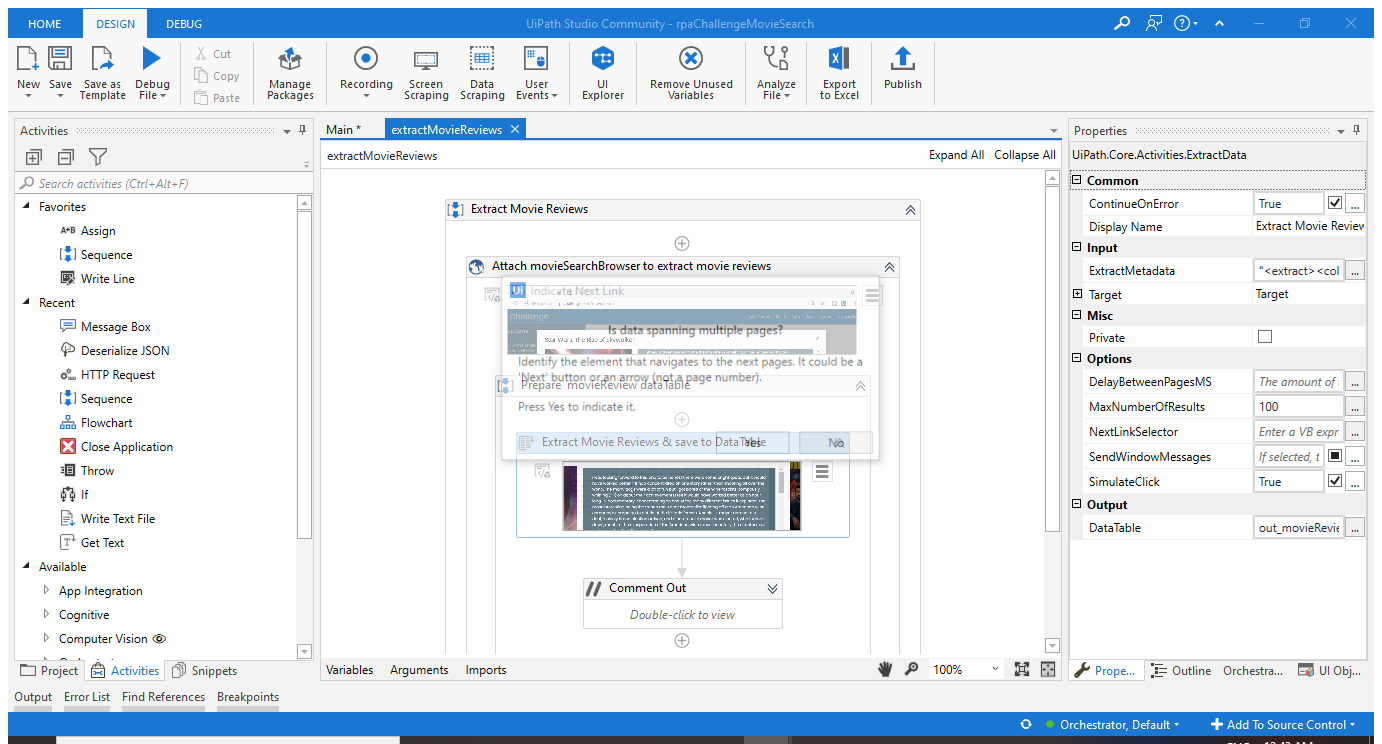 HOME DESIGN DEBUG UiPath Studio Community - rpaChallengeMovieSearch
New Save Save as Template Debug File
Cut
Copy
Paste
Manage Packages
Recording Screen Scraping Data Scraping User Events
UI Explorer
Remove Unused Variables
Analyze File
Export to Excel
Publish
Activities
Search activities (Ctrl+Alt+F)
Favorites
A*B Assign
Sequence
Write Line
Recent
Message Box
Deserialize JSON
HTTP Request
Sequence
Flowchart
Close Application
Throw
If
Write Text File
Get Text
Available
App Integration
Cognitive
Computer Vision
Project Activities Snippets
Main * extractMovieReviews
extractMovieReviews Expand All Collapse All
Extract Movie Reviews
Attach movieSearchBrowser to extract movie reviews
Ui Indicate Next Link
Challenge
Is data spanning multiple pages?
Star Wars: The Rise of Skywalker
Identify the element that navigates to the next pages. It could be a
'Next' button or an arrow (not a page number).
Prepare movieReview dataTable
Press Yes to indicate it.
Extract Movie Reviews & save to DataTable
Yes No
Comment Out
Double-click to view
Variables Arguments Imports 100%
Properties
UiPath.Core.Activities.ExtractData
Common
ContinueOnError True ...
Display Name Extract Movie Review
Input
ExtractMetadata "<extract><col ...
Target Target
Misc
Private
Options
DelayBetweenPagesMS The amount of ...
MaxNumberOfResults 100 ...
NextLinkSelector Enter a VB expr ...
SendWindowMessages If selected, t ...
SimulateClick True ...
Output
DataTable out_movieRevie ...
Prope... Outline Orchestra... UI Obj...
Output Error List Find References Breakpoints
Orchestrator, Default Add To Source Control